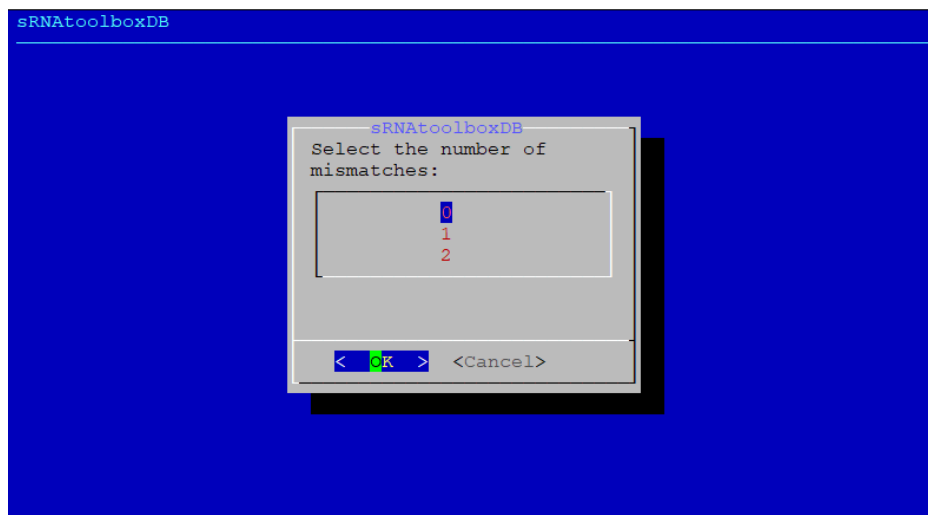 sRNAtoolboxDB
sRNAtoolboxDB
Select the number of
mismatches:
0
1
2
< OK > <Cancel>